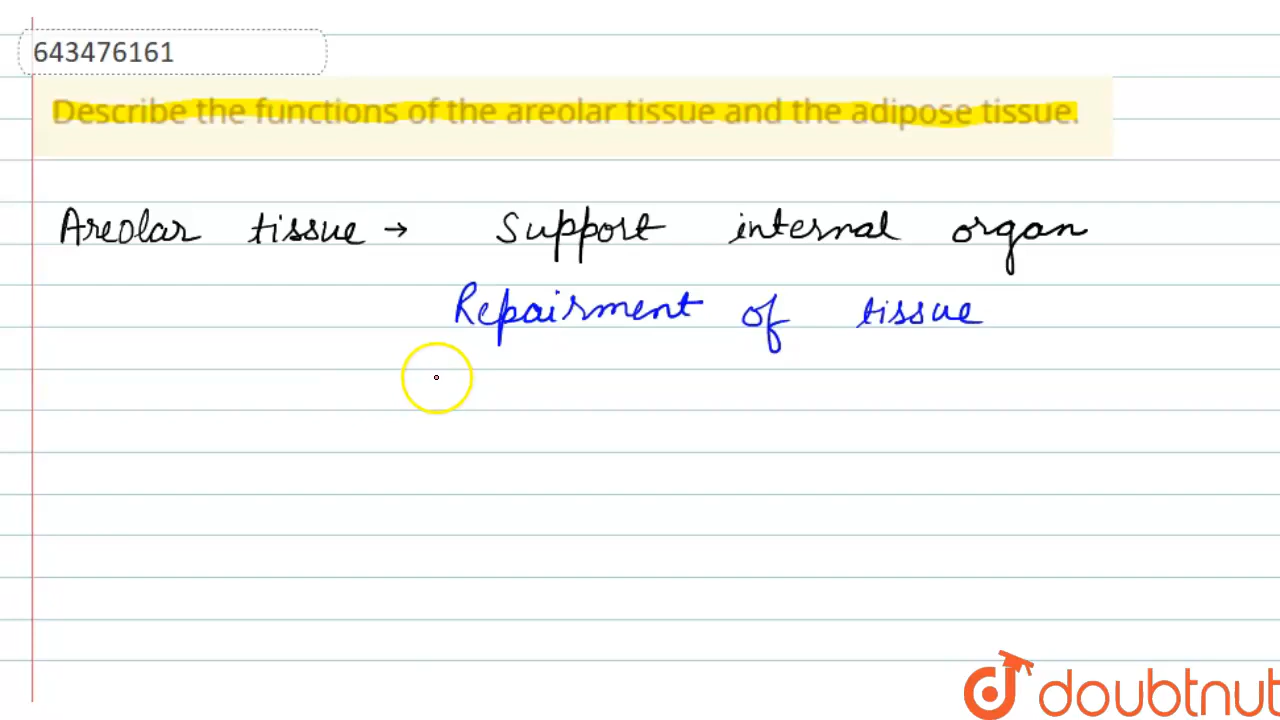 643476161
Describe the functions of the areolar tissue and the adipose tissue.
Areolar tissue → Support internal organ
Repairment of tissue
doubtnut